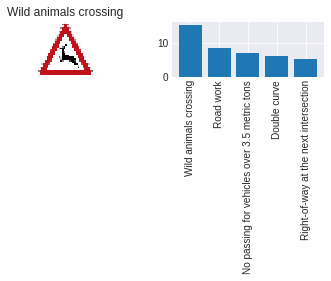 Wild animals crossing
10
0
Wild animals crossing
Road work
No passing for vehicles over 3.5 metric tons
Double curve
Right-of-way at the next intersection